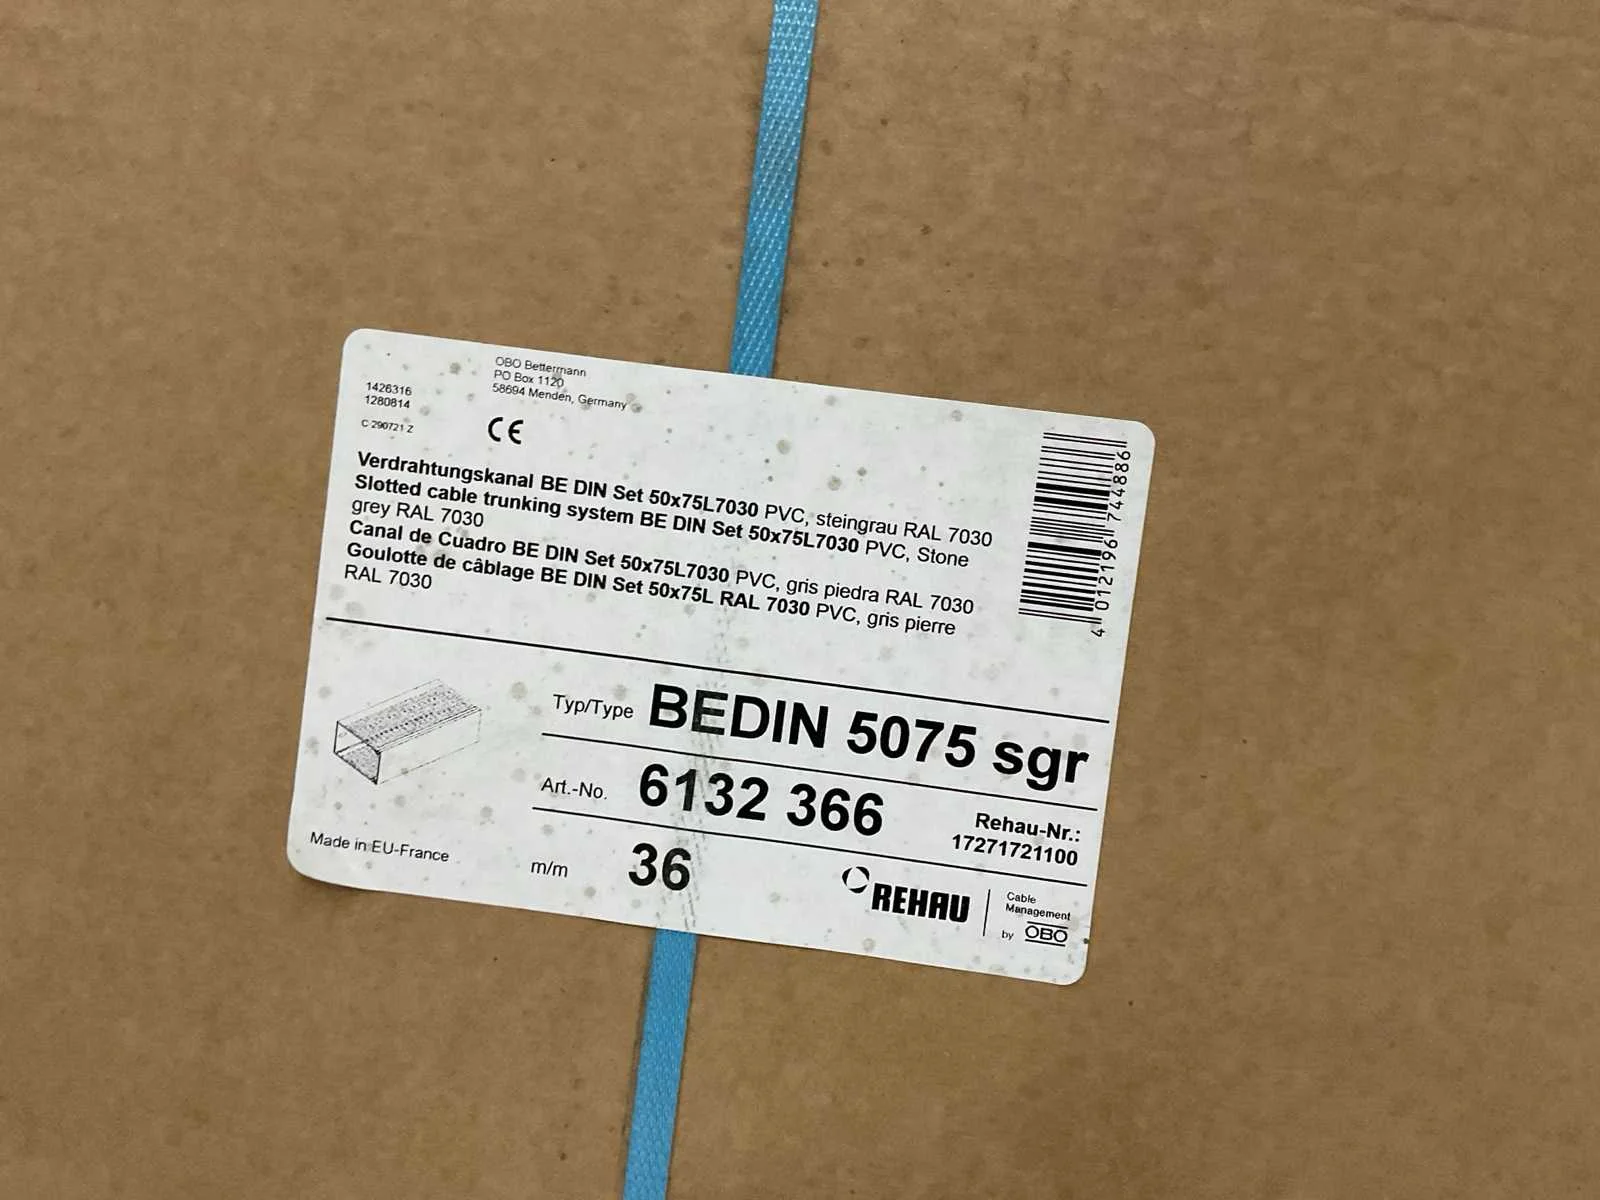 OBO Bettermann
PO Box 1120
58694 Menden, Germany
1426316
1280814
C 290721 Z
CE
Verdrahtungskanal BE DIN Set 50x75L7030 PVC, steingrau RAL 7030
Slotted cable trunking system BE DIN Set 50x75L7030 PVC, Stone
grey RAL 7030
Canal de Cuadro BE DIN Set 50x75L7030 PVC, gris piedra RAL 7030
Goulotte de câblage BE DIN Set 50x75L RAL 7030 PVC, gris pierre
RAL 7030
4 012196 744886
Typ/Type BEDIN 5075 sgr
Art.-No. 6132 366
Rehau-Nr.:
17271721100
Made in EU-France
m/m 36
REHAU
Cable
Management
by OBO